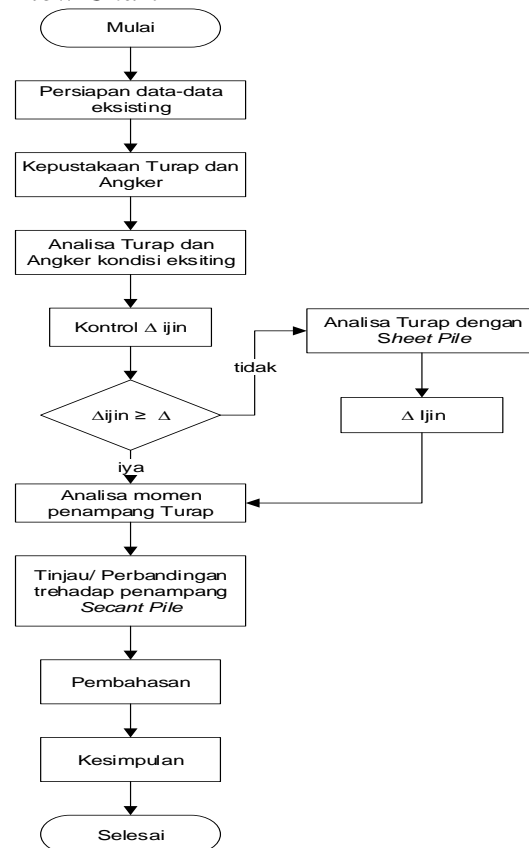 Mulai
Persiapan data-data
eksisting
Kepustakaan Turap dan
Angker
Analisa Turap dan
Angker kondisi eksiting
Kontrol Δ ijin
Δijin ≥ Δ
tidak
Analisa Turap dengan
Sheet Pile
Δ Ijin
iya
Analisa momen
penampang Turap
Tinjau/ Perbandingan
trehadap penampang
Secant Pile
Pembahasan
Kesimpulan
Selesai